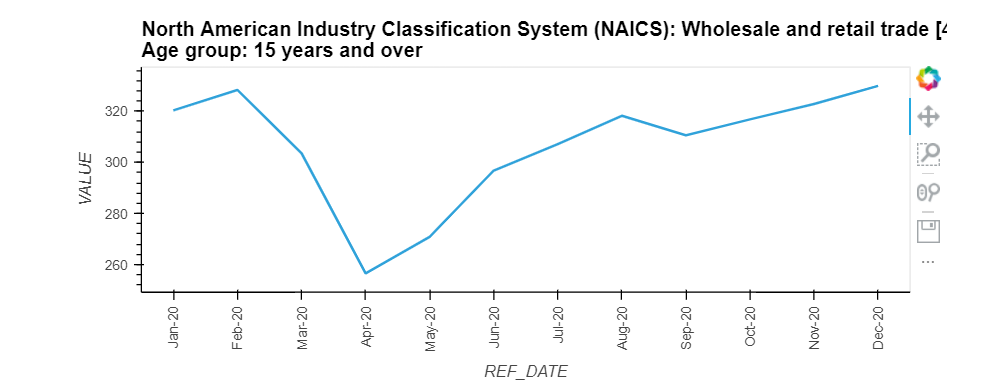 North American Industry Classification System (NAICS): Wholesale and retail trade [4
Age group: 15 years and over
VALUE
320
300
280
260
Jan-20
Feb-20
Mar-20
Apr-20
May-20
Jun-20
Jul-20
Aug-20
Sep-20
Oct-20
Nov-20
Dec-20
REF_DATE